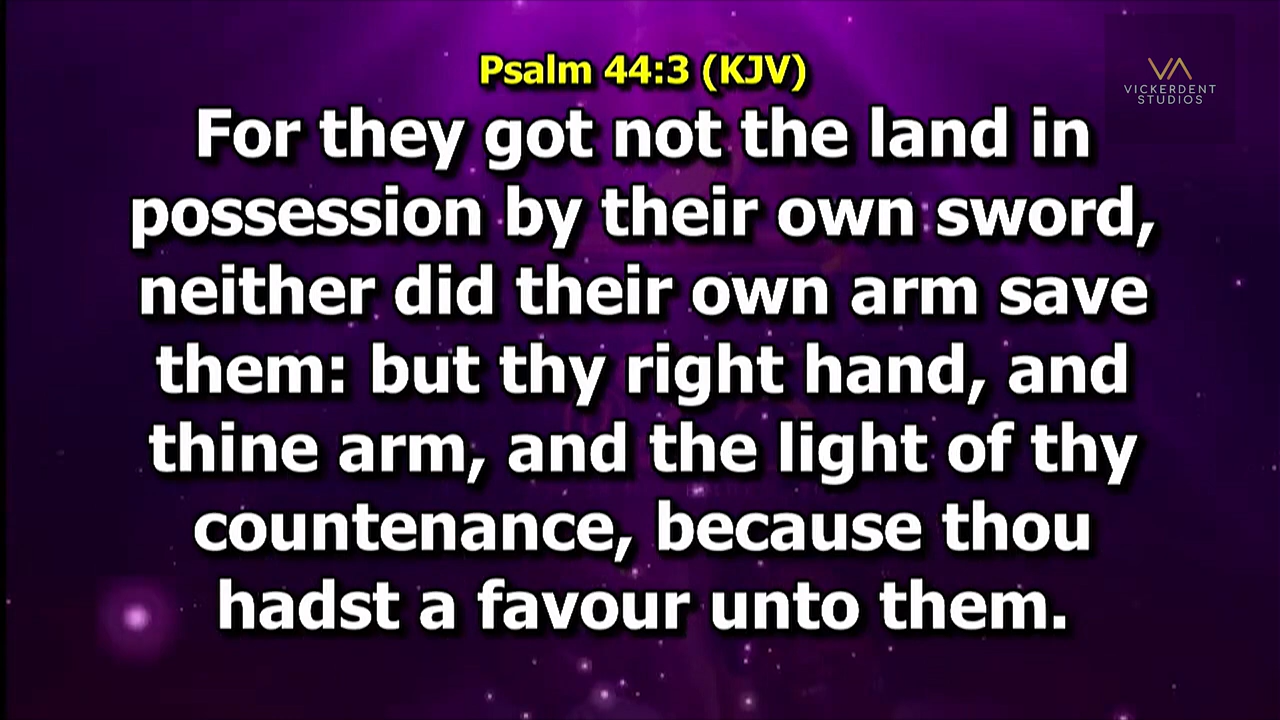 Psalm 44:3 (KJV)
VICKERDENT
STUDIOS
For they got not the land in
possession by their own sword,
neither did their own arm save
them: but thy right hand, and
thine arm, and the light of thy
countenance, because thou
hadst a favour unto them.